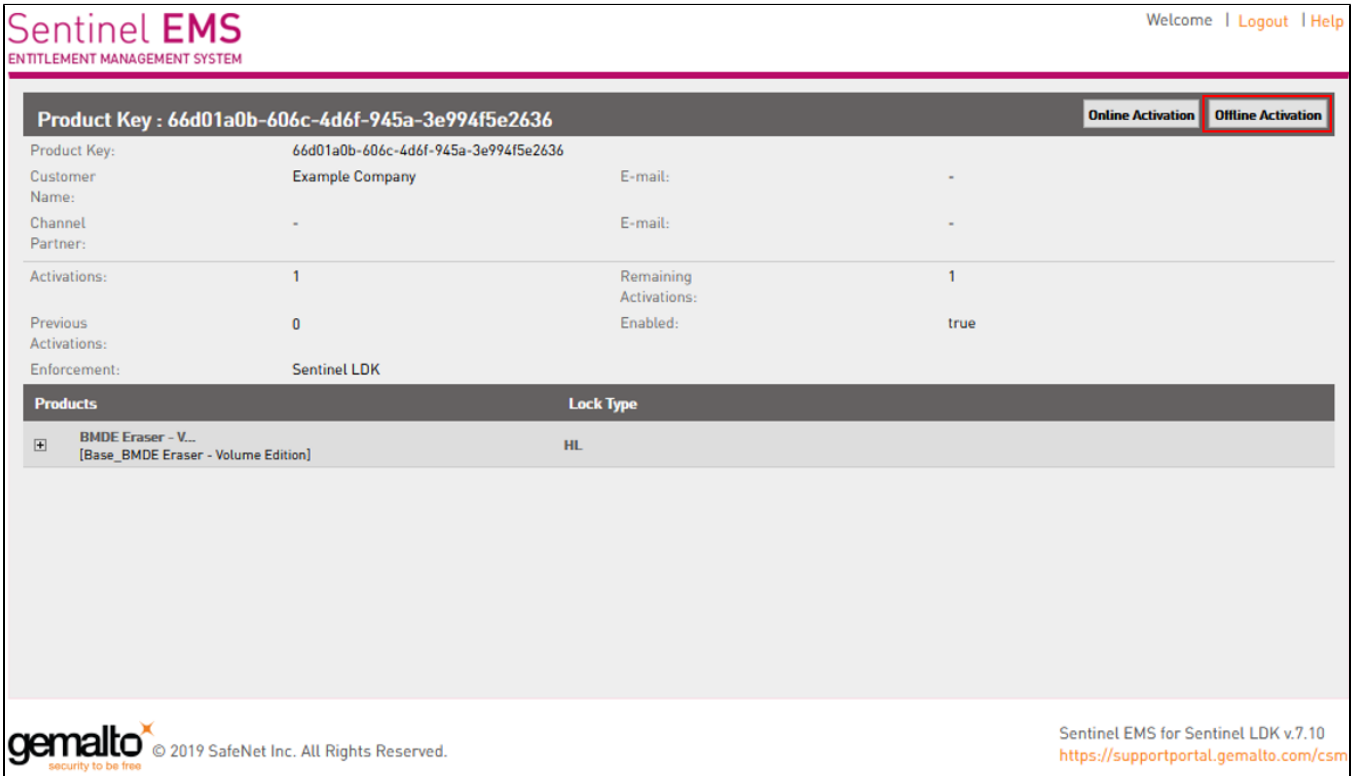 Sentinel EMS
ENTITLEMENT MANAGEMENT SYSTEM
Welcome | Logout | Help
Product Key : 66d01a0b-606c-4d6f-945a-3e994f5e2636
Online Activation Offline Activation
Product Key: 66d01a0b-606c-4d6f-945a-3e994f5e2636
Customer Name: Example Company E-mail: -
Channel Partner: - E-mail: -
Activations: 1 Remaining Activations: 1
Previous Activations: 0 Enabled: true
Enforcement: Sentinel LDK
Products Lock Type
BMDE Eraser - V... HL
[Base_BMDE Eraser - Volume Edition]
gemalto
security to be free
© 2019 SafeNet Inc. All Rights Reserved.
Sentinel EMS for Sentinel LDK v.7.10
https://supportportal.gemalto.com/csm